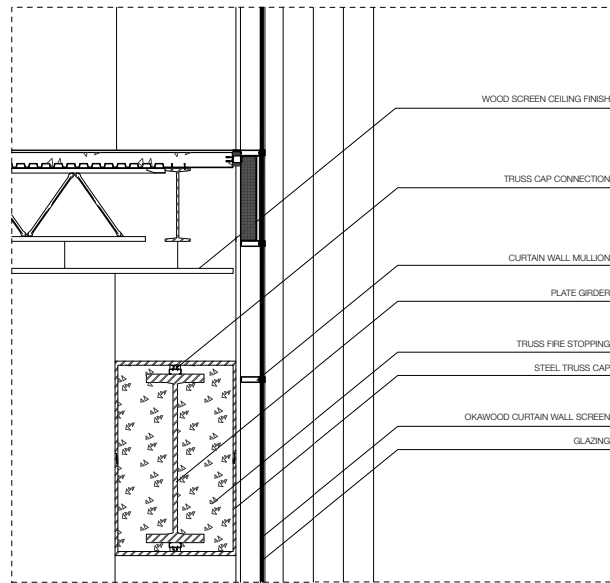 WOOD SCREEN CEILING FINISH
TRUSS CAP CONNECTION
CURTAIN WALL MULLION
PLATE GIRDER
TRUSS FIRE STOPPING
STEEL TRUSS CAP
OKAWOOD CURTAIN WALL SCREEN
GLAZING